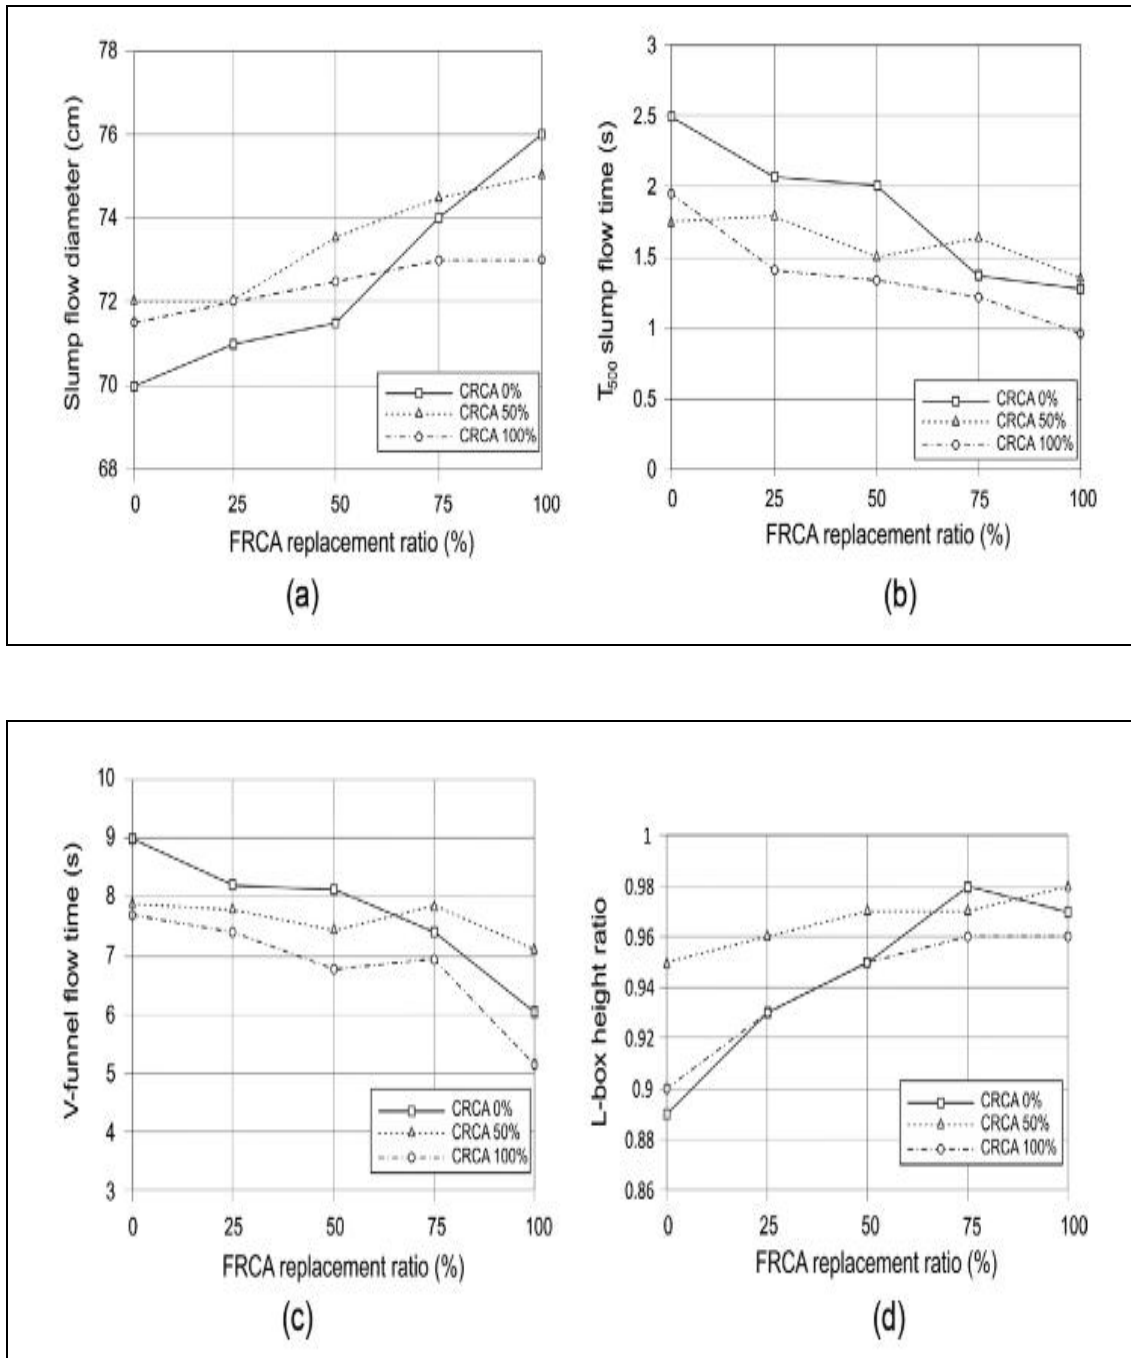 78
76
74
72
70
68
Slump flow diameter (cm)
CRCA 0%
CRCA 50%
CRCA 100%
0 25 50 75 100
FRCA replacement ratio (%)
(a)
3
2.5
2
1.5
1
0.5
0
T500 slump flow time (s)
CRCA 0%
CRCA 50%
CRCA 100%
0 25 50 75 100
FRCA replacement ratio (%)
(b)
10
9
8
7
6
5
4
3
V-funnel flow time (s)
CRCA 0%
CRCA 50%
CRCA 100%
0 25 50 75 100
FRCA replacement ratio (%)
(c)
1
0.98
0.96
0.94
0.92
0.9
0.88
0.86
L-box height ratio
CRCA 0%
CRCA 50%
CRCA 100%
0 25 50 75 100
FRCA replacement ratio (%)
(d)